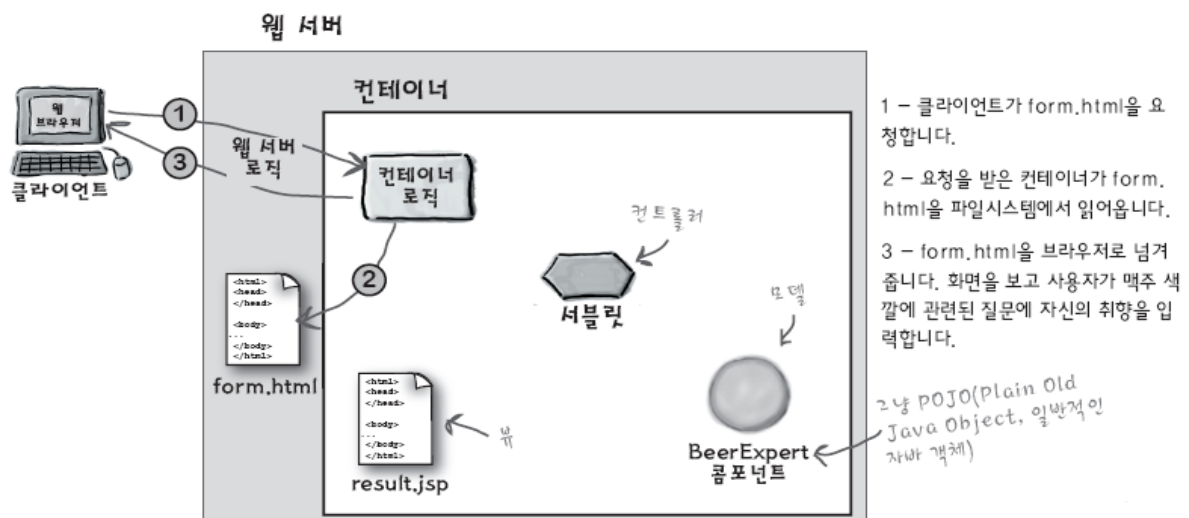 웹 서버
컨테이너
웹
브라우저
클라이언트
1
3
웹 서버
로직
컨테이너
로직
2
<html>
<head>
</head>
<body>
...
</body>
</html>
form.html
<html>
<head>
</head>
<body>
...
</body>
</html>
result.jsp
뷰
컨트롤러
서블릿
모델
BeerExpert
콤포넌트
1 – 클라이언트가 form.html을 요
청합니다.
2 – 요청을 받은 컨테이너가 form.
html을 파일시스템에서 읽어옵니다.
3 – form.html을 브라우저로 넘겨
줍니다. 화면을 보고 사용자가 맥주 색
깔에 관련된 질문에 자신의 취향을 입
력합니다.
그냥 POJO(Plain Old
Java Object, 일반적인
자바 객체)